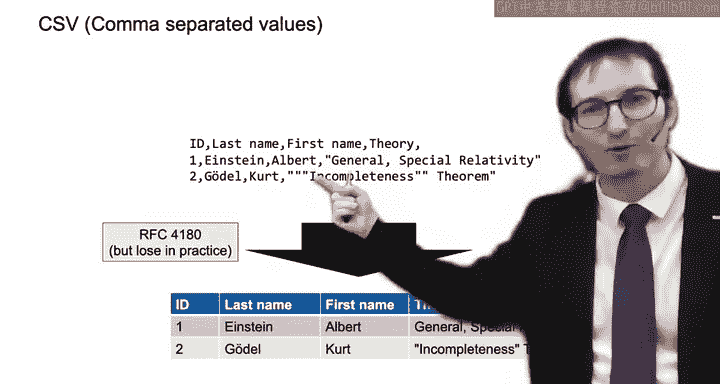 CSV (Comma separated values)
ID,Last name,First name,Theory,
1,Einstein,Albert,"General, Special Relativity"
2,Gödel,Kurt,"""Incompleteness"" Theorem"
RFC 4180
(but lose in practice)
ID Last name First name
1 Einstein Albert General, Special
2 Gödel Kurt "Incompleteness"